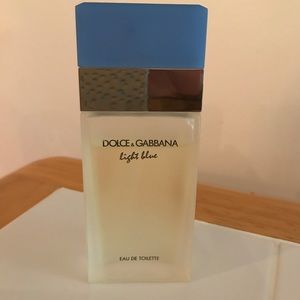 DOLCE & GABBANA
light blue
EAU DE TOILETTE